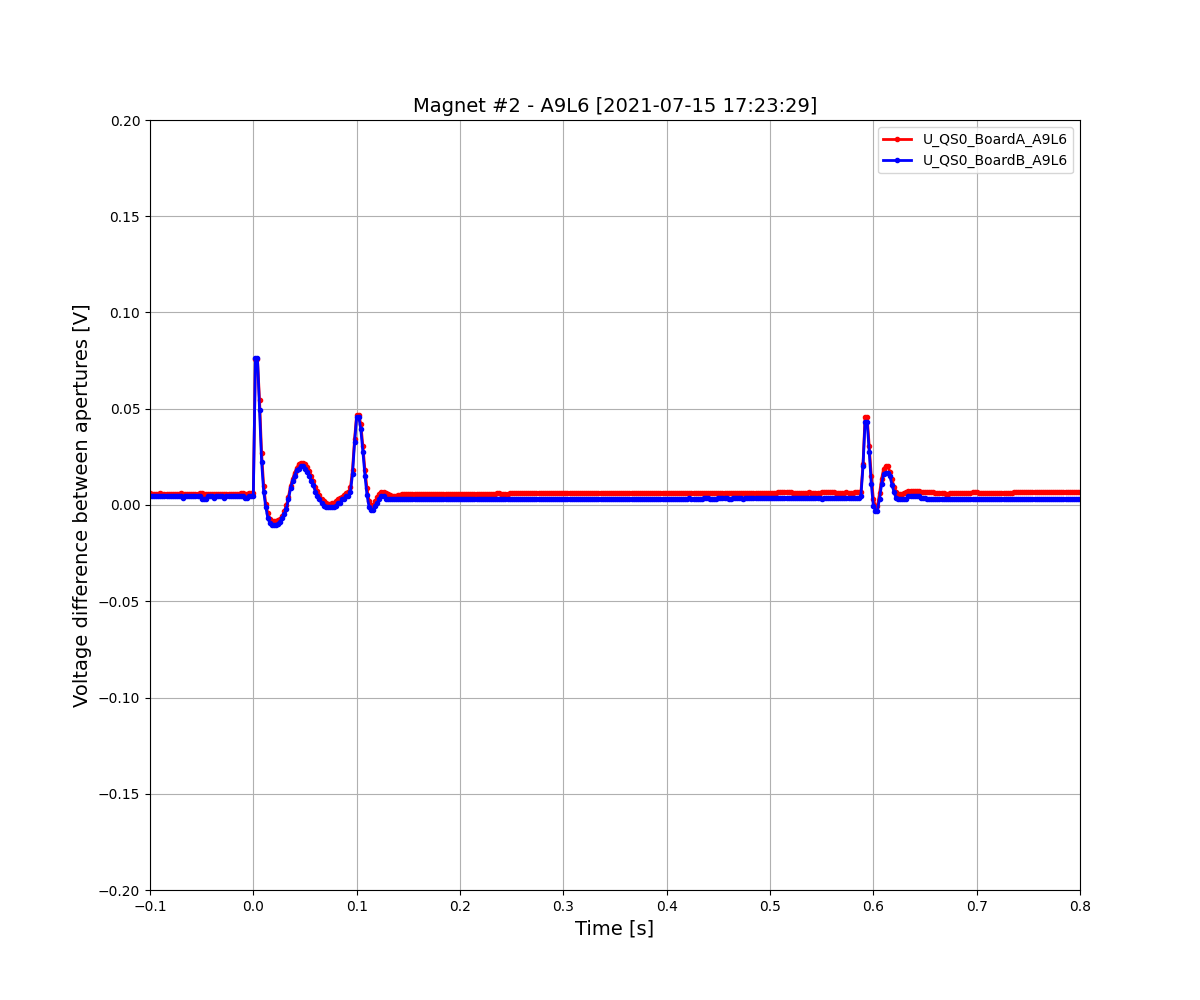 Magnet #2 - A9L6 [2021-07-15 17:23:29]
U_QS0_BoardA_A9L6
U_QS0_BoardB_A9L6
Voltage difference between apertures [V]
0.20
0.15
0.10
0.05
0.00
−0.05
−0.10
−0.15
−0.20
−0.1 0.0 0.1 0.2 0.3 0.4 0.5 0.6 0.7 0.8
Time [s]